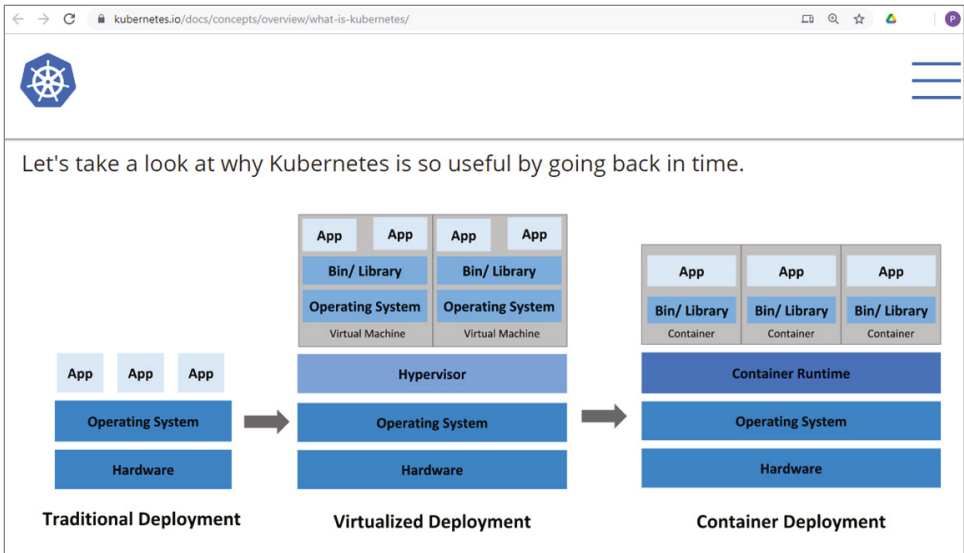 kubernetes.io/docs/concepts/overview/what-is-kubernetes/
P
Let's take a look at why Kubernetes is so useful by going back in time.
App App App
Operating System
Hardware
Traditional Deployment
App App App App
Bin/ Library Bin/ Library
Operating System Operating System
Virtual Machine Virtual Machine
Hypervisor
Operating System
Hardware
Virtualized Deployment
App App App
Bin/ Library Bin/ Library Bin/ Library
Container Container Container
Container Runtime
Operating System
Hardware
Container Deployment